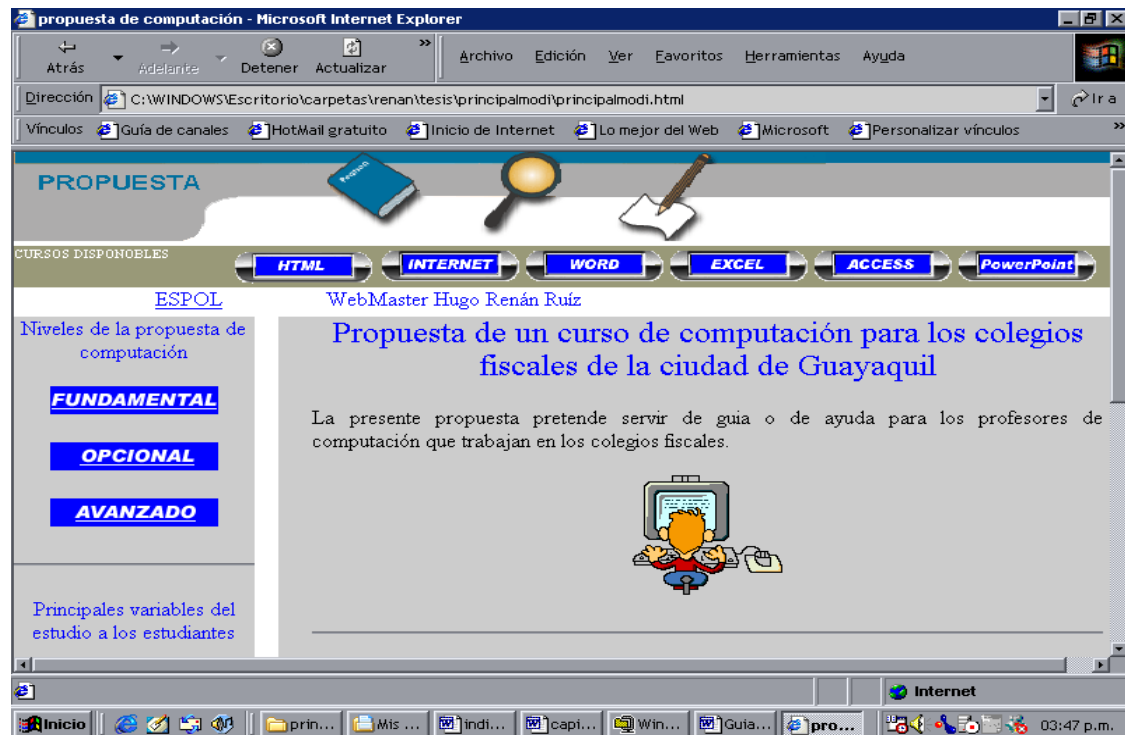 propuesta de computación - Microsoft Internet Explorer
Atrás Adelante Detener Actualizar » Archivo Edición Ver Favoritos Herramientas Ayuda
Dirección C:\WINDOWS\Escritorio\carpetas\renan\tesis\principalmodi\principalmodi.html Ir a
Vínculos Guía de canales HotMail gratuito Inicio de Internet Lo mejor del Web Microsoft Personalizar vínculos »
PROPUESTA
CURSOS DISPONOBLES
HTML INTERNET WORD EXCEL ACCESS PowerPoint
ESPOL WebMaster Hugo Renán Ruíz
Niveles de la propuesta de
computación
FUNDAMENTAL
OPCIONAL
AVANZADO
Principales variables del
estudio a los estudiantes
Propuesta de un curso de computación para los colegios
fiscales de la ciudad de Guayaquil
La presente propuesta pretende servir de guia o de ayuda para los profesores de
computación que trabajan en los colegios fiscales.
Internet
Inicio prin... Mis ... indi... capi... Win... Guia... pro... 03:47 p.m.